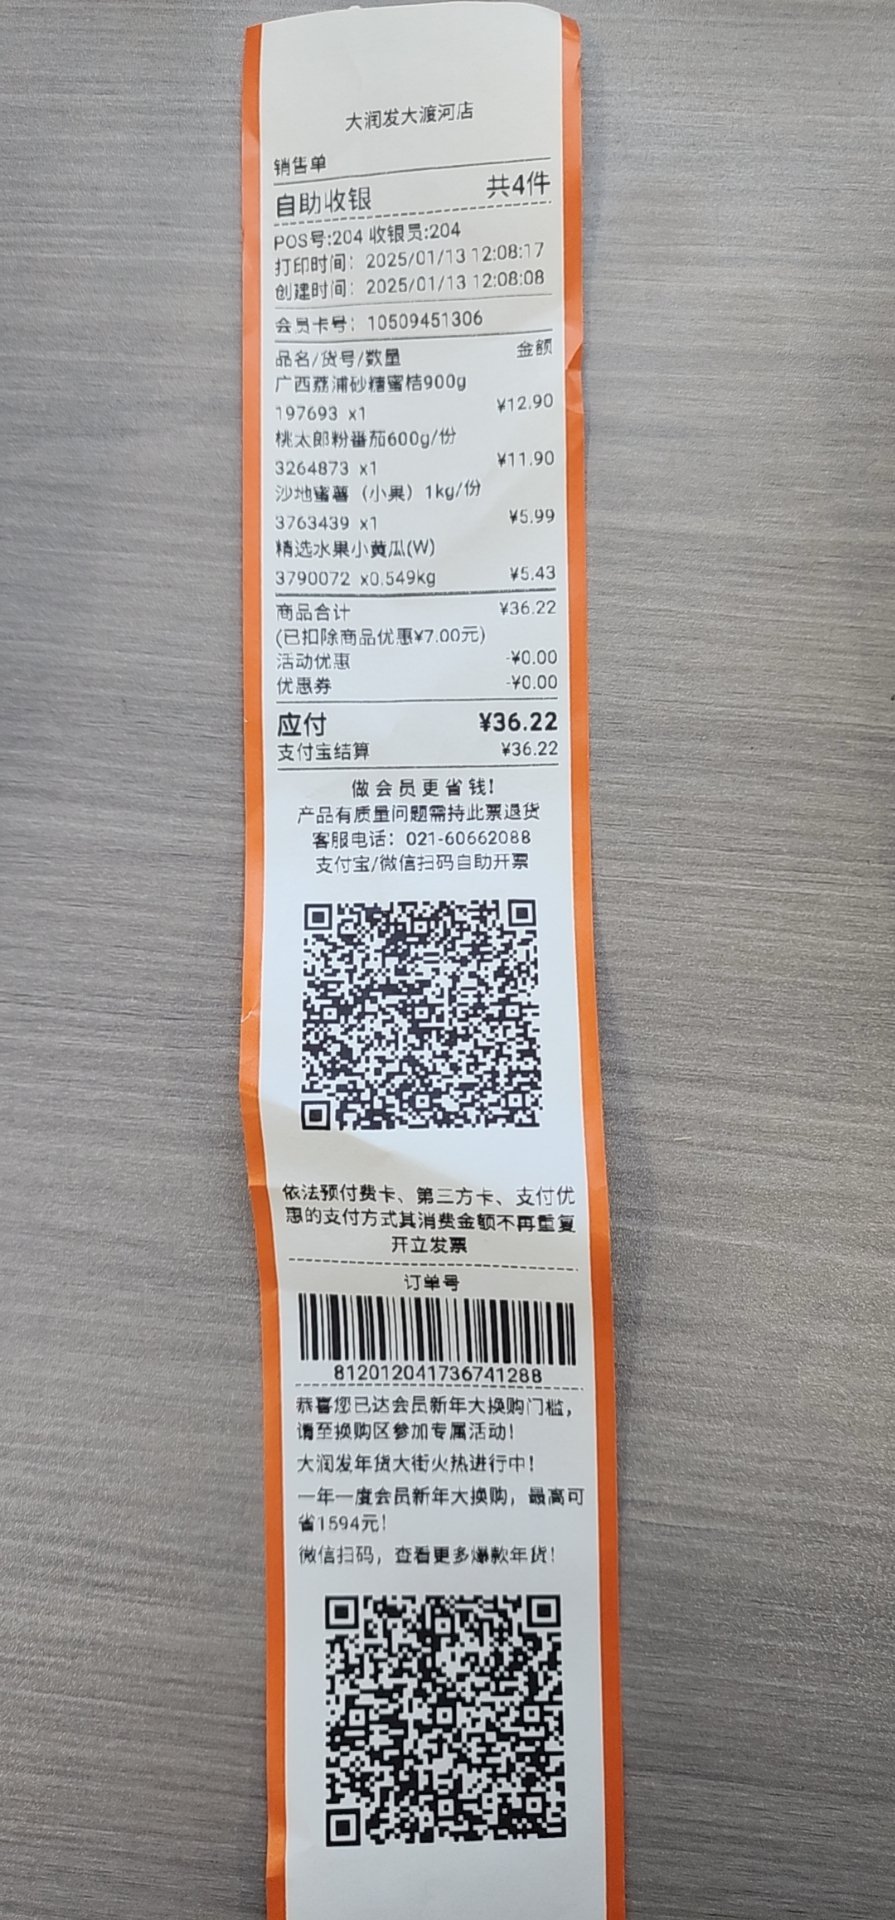 大润发大渡河店
销售单
自助收银 共4件
POS号:204 收银员:204
打印时间：2025/01/13 12:08:17
创建时间：2025/01/13 12:08:08
会员卡号：10509451306
品名/货号/数量 金额
广西荔浦砂糖蜜桔900g
197693 x1 ¥12.90
桃太郎粉番茄600g/份
3264873 x1 ¥11.90
沙地蜜薯（小果）1kg/份
3763439 x1 ¥5.99
精选水果小黄瓜(W)
3790072 x0.549kg ¥5.43
商品合计 ¥36.22
(已扣除商品优惠¥7.00元)
活动优惠 -¥0.00
优惠券 -¥0.00
应付 ¥36.22
支付宝结算 ¥36.22
做会员更省钱!
产品有质量问题需持此票退货
客服电话：021-60662088
支付宝/微信扫码自助开票
依法预付费卡、第三方卡、支付优
惠的支付方式其消费金额不再重复
开立发票
订单号
812012041736741288
恭喜您已达会员新年大换购门槛，
请至换购区参加专属活动！
大润发年货大街火热进行中！
一年一度会员新年大换购，最高可
省1594元！
微信扫码，查看更多爆款年货！